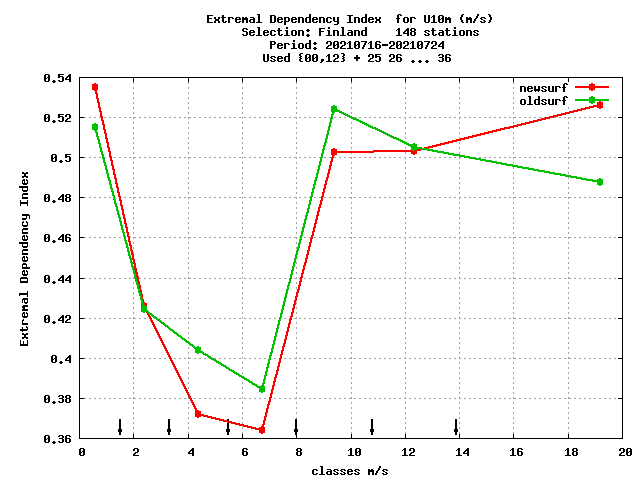 Extremal Dependency Index  for U10m (m/s)
Selection: Finland    148 stations
Period: 20210716-20210724
Used {00,12} + 25 26 ... 36
newsurf
oldsurf
Extremal Dependency Index
0.54
0.52
0.5
0.48
0.46
0.44
0.42
0.4
0.38
0.36
0 2 4 6 8 10 12 14 16 18 20
classes m/s